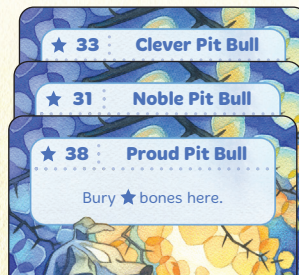 ★ 33 Clever Pit Bull
★ 31 Noble Pit Bull
★ 38 Proud Pit Bull
Bury ★ bones here.